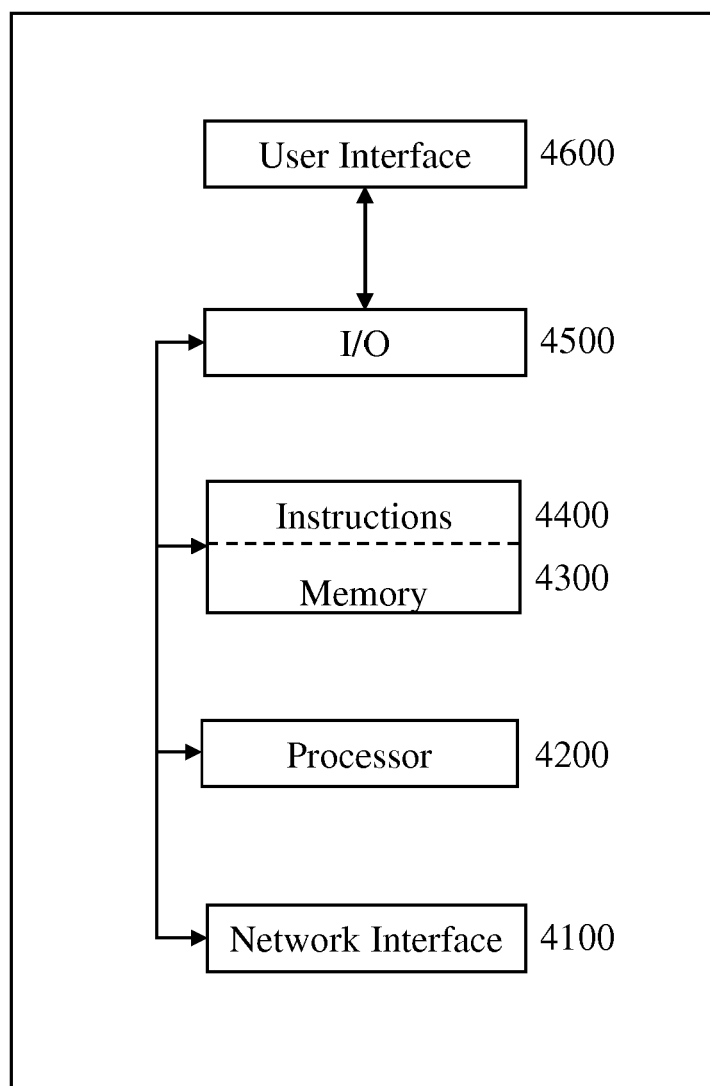 User Interface 4600
I/O 4500
Instructions 4400
Memory 4300
Processor 4200
Network Interface 4100